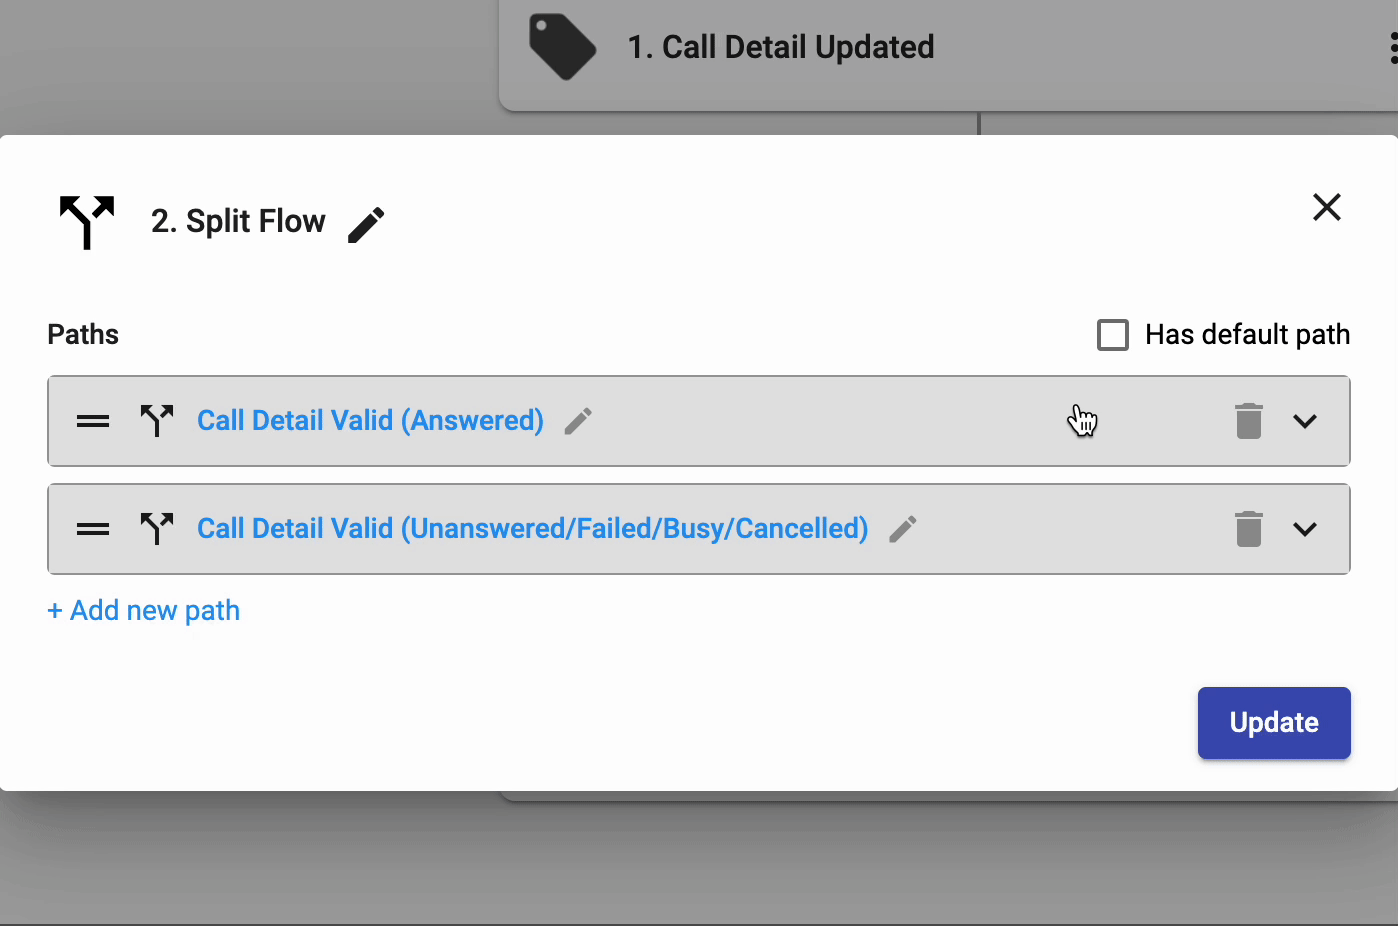 1. Call Detail Updated
2. Split Flow
Paths
Has default path
Call Detail Valid (Answered)
Call Detail Valid (Unanswered/Failed/Busy/Cancelled)
+ Add new path
Update